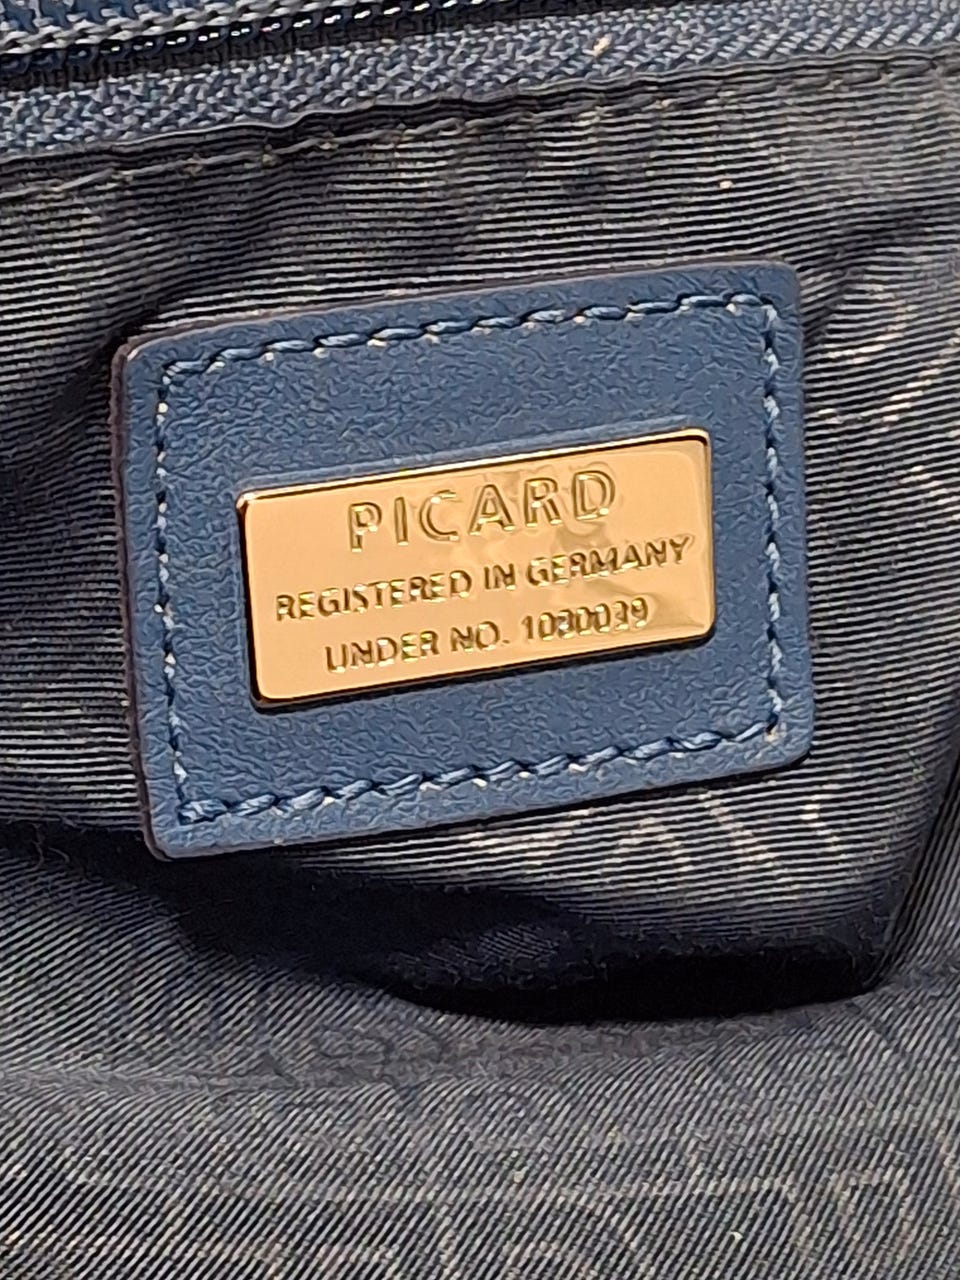 PICARD
REGISTERED IN GERMANY
UNDER NO. 1030039